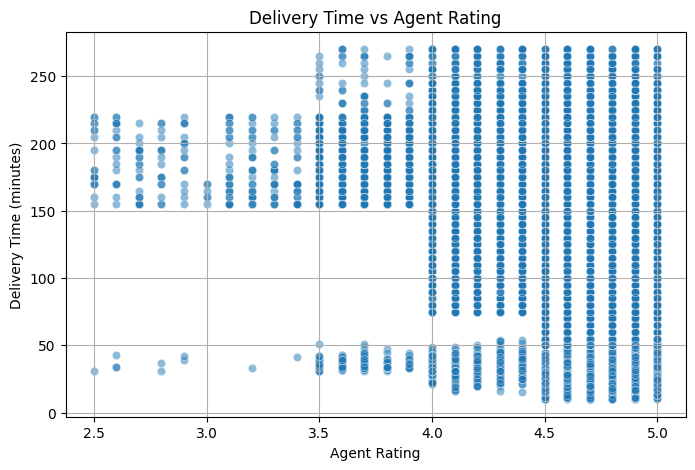 Delivery Time vs Agent Rating
Delivery Time (minutes)
250
200
150
100
50
0
2.5 3.0 3.5 4.0 4.5 5.0
Agent Rating